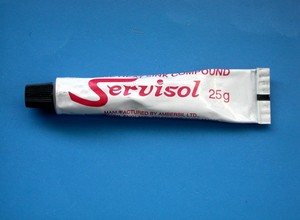 SINK COMPOUND
Servisol 25g
MANUFACTURED BY AMBERSIL LTD.